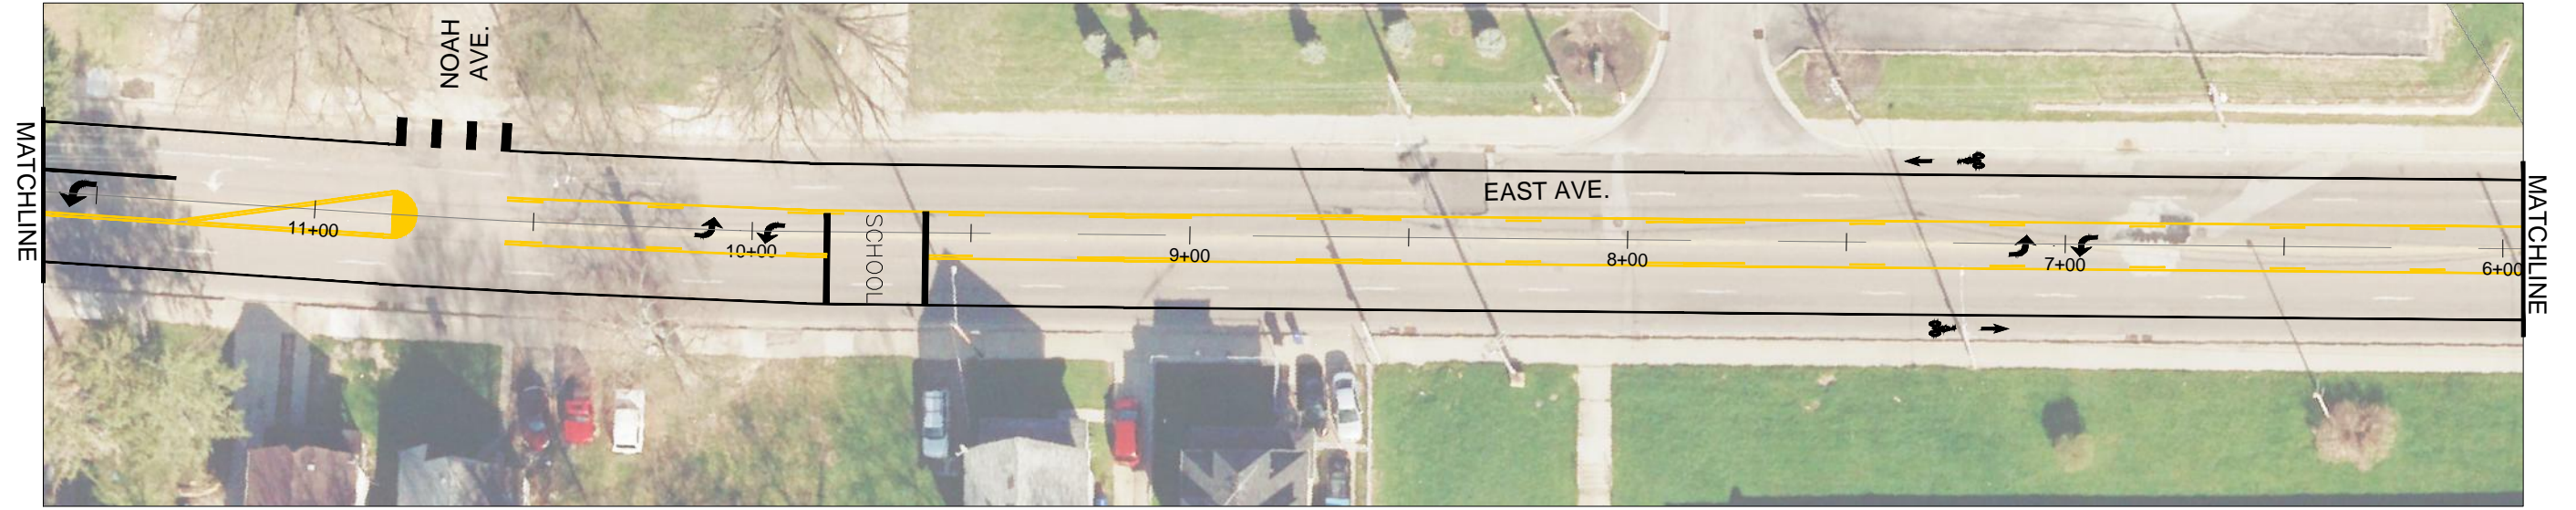 NOAH
AVE.
MATCHLINE
EAST AVE.
SCHOOL
11+00
10+00
9+00
8+00
7+00
6+00
MATCHLINE